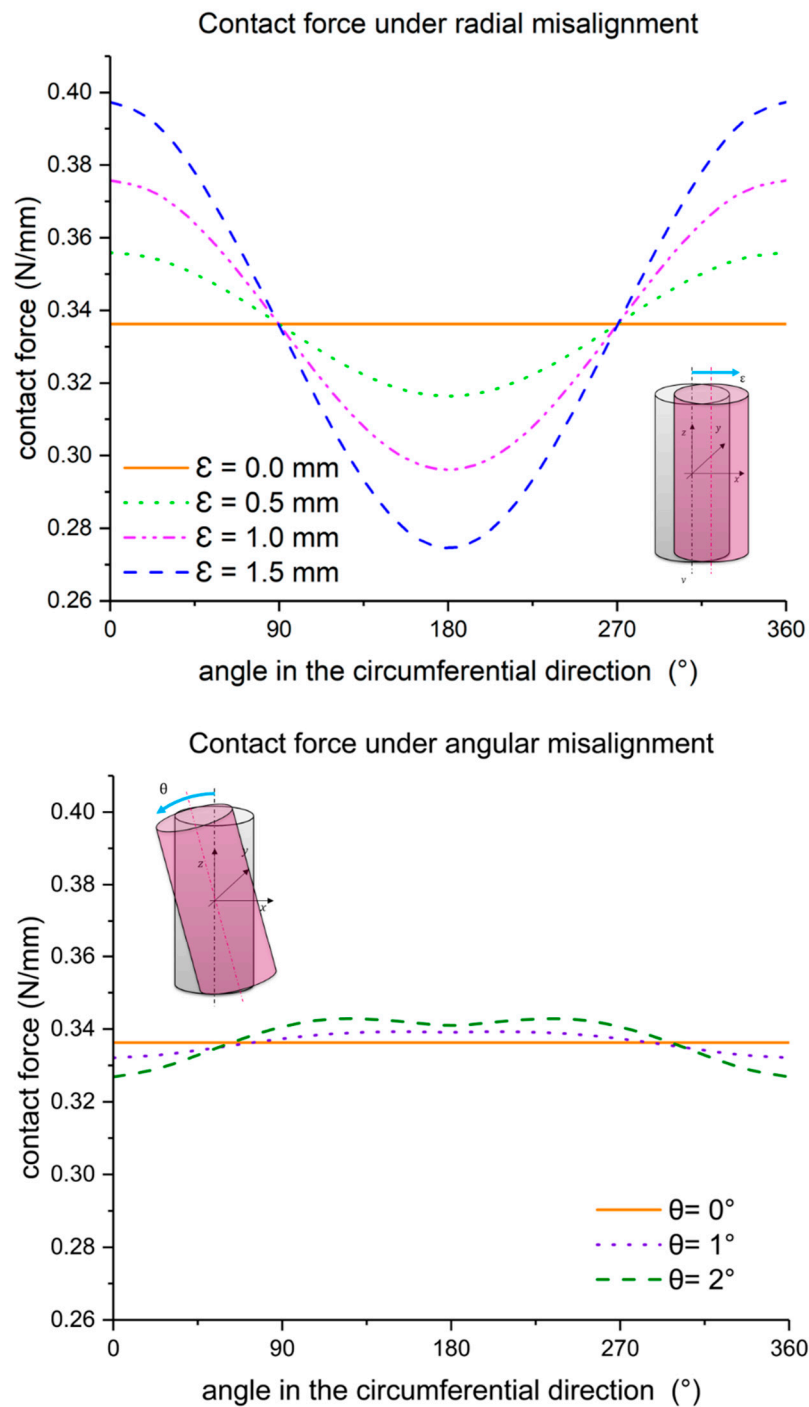 Contact force under radial misalignment
0.40
0.38
0.36
0.34
0.32
0.30
0.28
0.26
contact force (N/mm)
ε
z
y
x
v
Ɛ = 0.0 mm
Ɛ = 0.5 mm
Ɛ = 1.0 mm
Ɛ = 1.5 mm
0 90 180 270 360
angle in the circumferential direction (°)
Contact force under angular misalignment
θ
z
y
x
0.40
0.38
0.36
0.34
0.32
0.30
0.28
0.26
contact force (N/mm)
θ= 0°
θ= 1°
θ= 2°
0 90 180 270 360
angle in the circumferential direction (°)